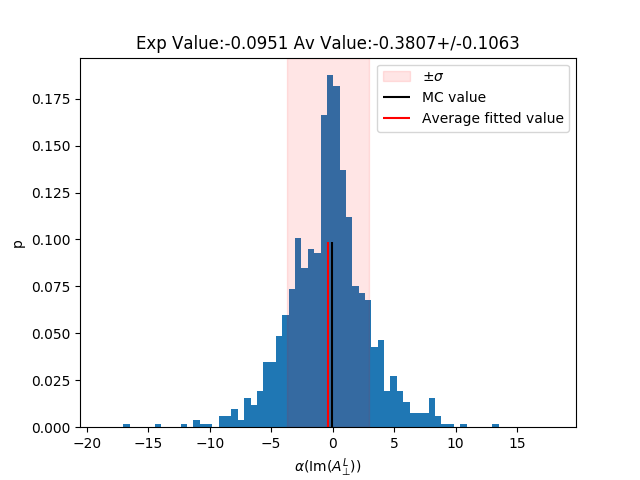 Exp Value:-0.0951 Av Value:-0.3807+/-0.1063
±σ
MC value
Average fitted value
p
0.175
0.150
0.125
0.100
0.075
0.050
0.025
0.000
−20 −15 −10 −5 0 5 10 15
α(Im(A_⊥^L))